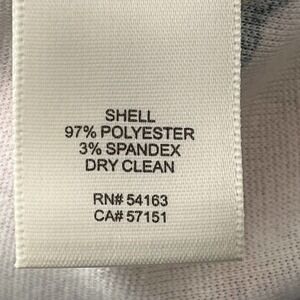 SHELL
97% POLYESTER
3% SPANDEX
DRY CLEAN
RN# 54163
CA# 57151